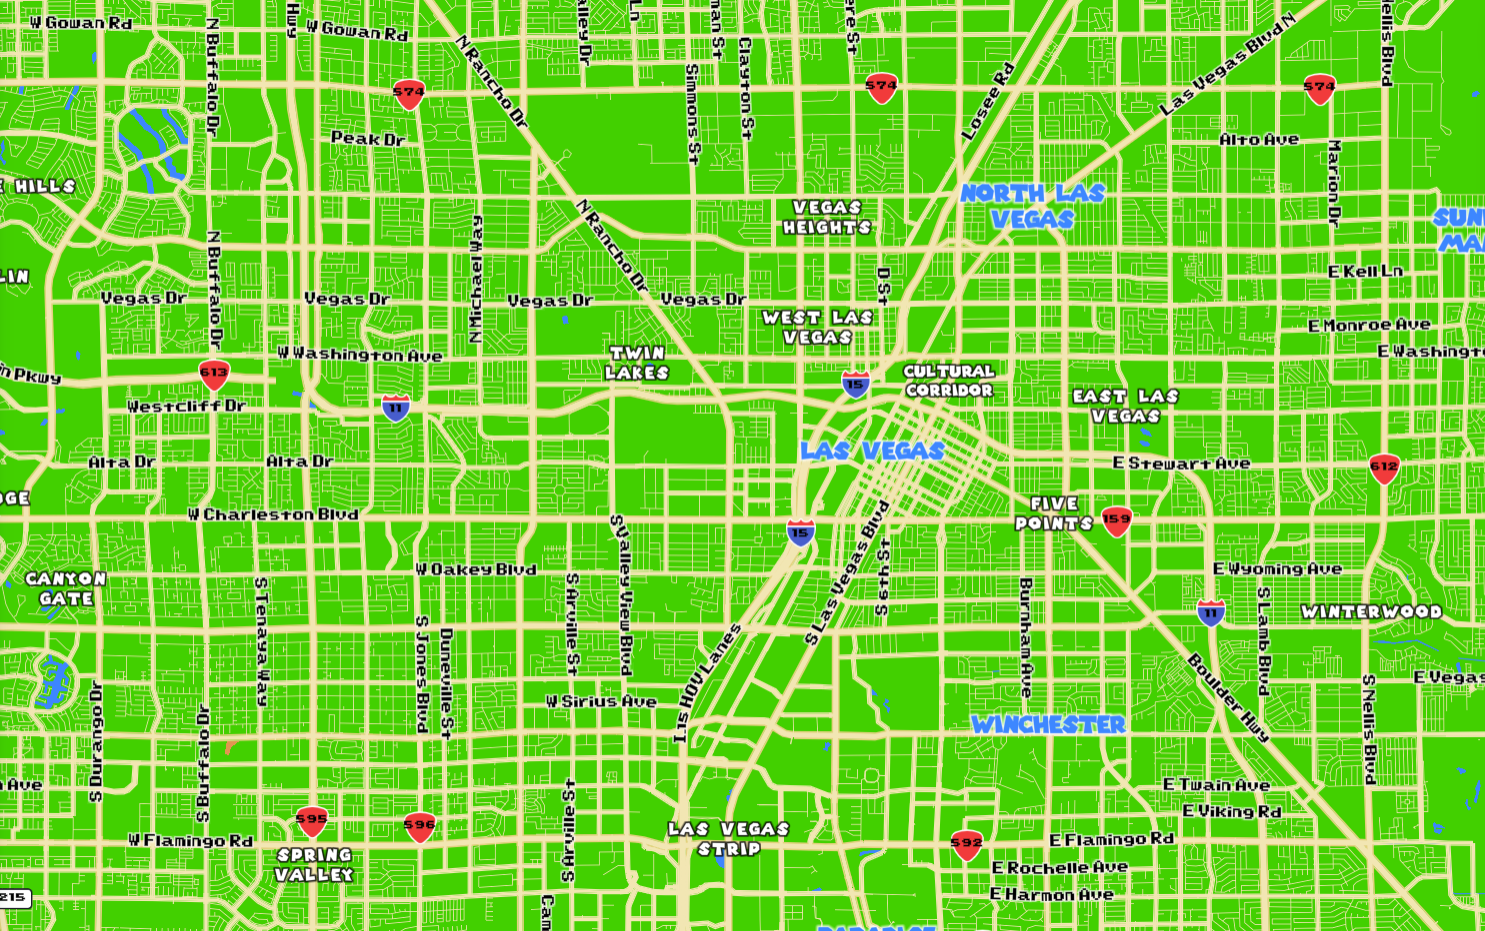 W Gowan Rd
W Gowan Rd
N Buffalo Dr
Hwy
N Rancho Dr
Ln
Clayton St
Simmons St
574
574
574
Losee Rd
Las Vegas Blvd N
Peak Dr
Alto Ave
Marion Dr
HILLS
VEGAS
HEIGHTS
NORTH LAS
VEGAS
N Rancho Dr
N Buffalo Dr
N Michael Way
D St
E Kell Ln
Vegas Dr
Vegas Dr
Vegas Dr
Vegas Dr
WEST LAS
VEGAS
E Monroe Ave
W Washington Ave
TWIN
LAKES
Pkwy
613
15
CULTURAL
CORRIDOR
Westcliff Dr
11
EAST LAS
VEGAS
LAS VEGAS
Alta Dr
Alta Dr
E Stewart Ave
612
W Charleston Blvd
FIVE
POINTS
159
15
S Valley View Blvd
S Las Vegas Blvd
S 6th St
CANYON
GATE
W Oakey Blvd
E Wyoming Ave
S Tenaya Way
S Arville St
Burnham Ave
S Lamb Blvd
11
WINTERWOOD
S Jones Blvd
Duneville St
I 15 HOV Lanes
Boulder Hwy
E Vegas
S Durango Dr
S Buffalo Dr
W Sirius Ave
WINCHESTER
S Nellis Blvd
Ave
E Twain Ave
E Viking Rd
595
596
S Arville St
LAS VEGAS
STRIP
592
W Flamingo Rd
E Flamingo Rd
SPRING
VALLEY
E Rochelle Ave
215
E Harmon Ave